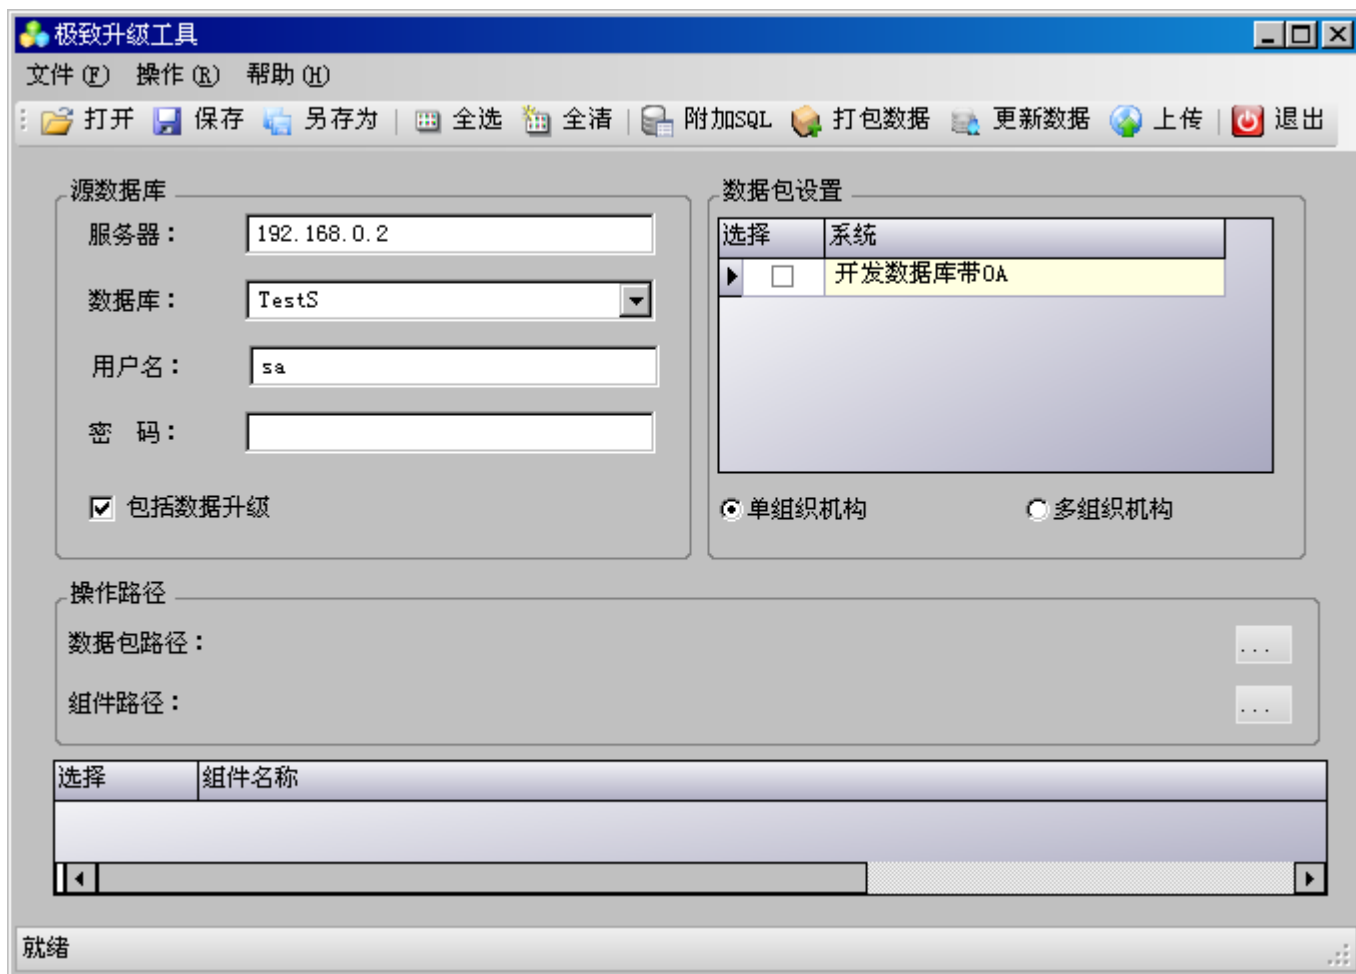 极致升级工具
文件(F) 操作(R) 帮助(H)
打开 保存 另存为 全选 全清 附加SQL 打包数据 更新数据 上传 退出
源数据库
服务器： 192.168.0.2
数据库： TestS
用户名： sa
密 码：
包括数据升级
数据包设置
选择 系统
开发数据库带OA
单组织机构 多组织机构
操作路径
数据包路径： ...
组件路径： ...
选择 组件名称
就绪